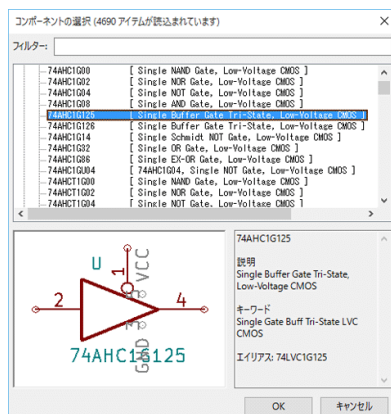 コンポーネントの選択 (4690 アイテムが読込まれています)
フィルター:
74AHC1G00 [ Single NAND Gate, Low-Voltage CMOS ]
74AHC1G02 [ Single NOR Gate, Low-Voltage CMOS ]
74AHC1G04 [ Single NOT Gate, Low-Voltage CMOS ]
74AHC1G08 [ Single AND Gate, Low-Voltage CMOS ]
74AHC1G125 [ Single Buffer Gate Tri-State, Low-Voltage CMOS ]
74AHC1G126 [ Single Buffer Gate Tri-State, Low-Voltage CMOS ]
74AHC1G14 [ Single Schmidt NOT Gate, Low-Voltage CMOS ]
74AHC1G32 [ Single OR Gate, Low-Voltage CMOS ]
74AHC1G86 [ Single EX-OR Gate, Low-Voltage CMOS ]
74AHC1GU04 [ 74AHC1G04, Single NOT Gate, Low-Voltage CMOS ]
74AHCT1G00 [ Single NAND Gate, Low-Voltage CMOS ]
74AHCT1G02 [ Single NOR Gate, Low-Voltage CMOS ]
74AHCT1G04 [ Single NOT Gate, Low-Voltage CMOS ]
U
1
VCC
2
4
GND
3
74AHC1G125
74AHC1G125
説明
Single Buffer Gate Tri-State,
Low-Voltage CMOS
キーワード
Single Gate Buff Tri-State LVC
CMOS
エイリアス: 74LVC1G125
OK
キャンセル